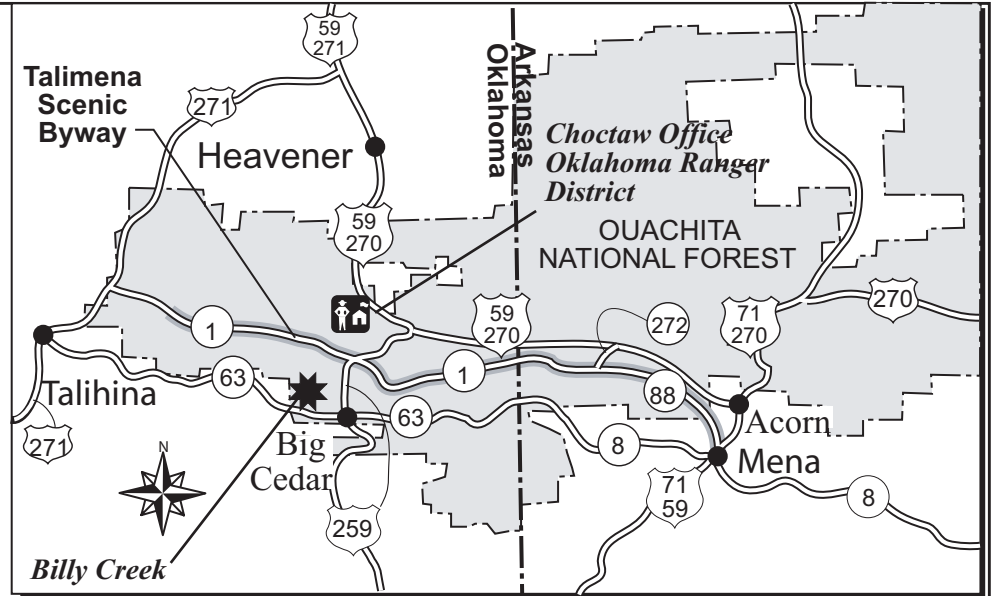 59
271
Talimena
Scenic
Byway
271
Heavener
Arkansas
Oklahoma
Choctaw Office
Oklahoma Ranger
District
59
270
OUACHITA
NATIONAL FOREST
1
59
270
272
71
270
270
63
1
88
Talihina
271
63
Big
Cedar
8
Acorn
Mena
N
259
71
59
8
Billy Creek